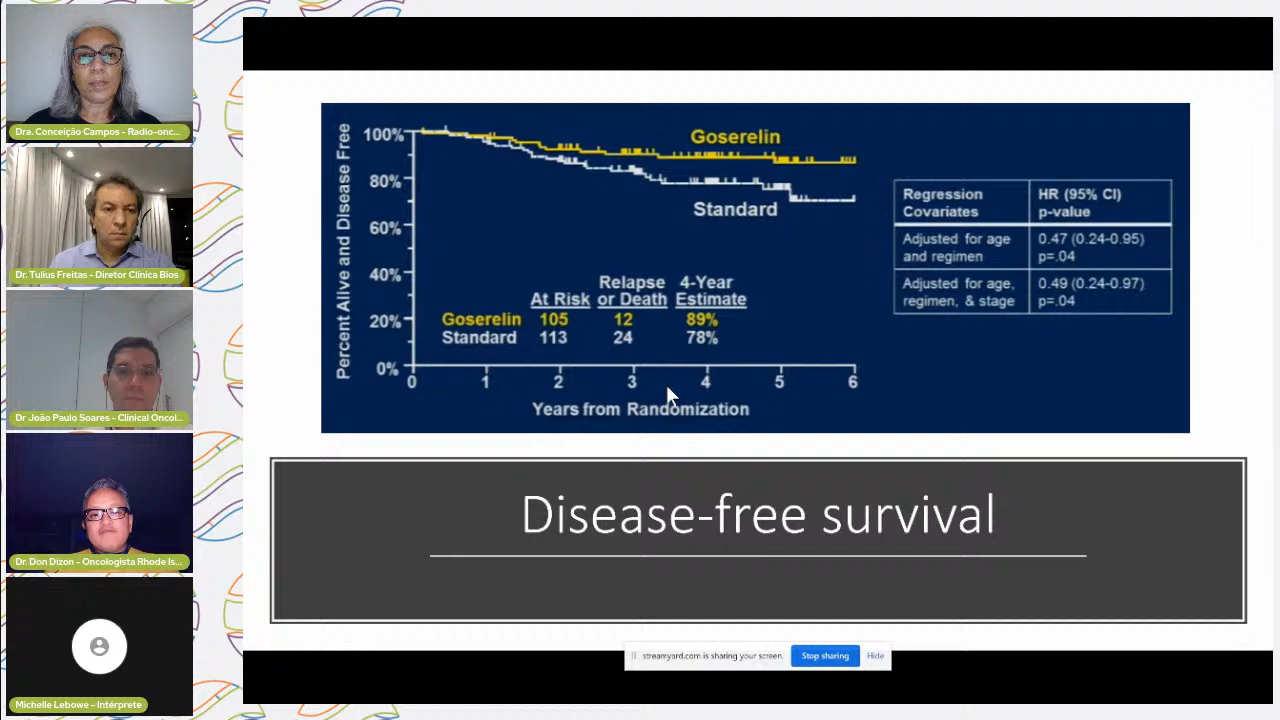 Dra. Conceição Campos - Radio-onc...
Dr. Tulius Freitas - Diretor Clínica Bios
Dr João Paulo Soares - Clinical Oncol...
Dr. Don Dizon - Oncologista Rhode Is...
Michelle Lebowe - Intérprete
Percent Alive and Disease Free
100%
80%
60%
40%
20%
0%
Goserelin
Standard
Relapse 4-Year
At Risk or Death Estimate
Goserelin 105 12 89%
Standard 113 24 78%
0 1 2 3 4 5 6
Years from Randomization
Regression HR (95% CI)
Covariates p-value
Adjusted for age 0.47 (0.24-0.95)
and regimen p=.04
Adjusted for age, 0.49 (0.24-0.97)
regimen, & stage p=.04
Disease-free survival
streamyard.com is sharing your screen. Stop sharing Hide